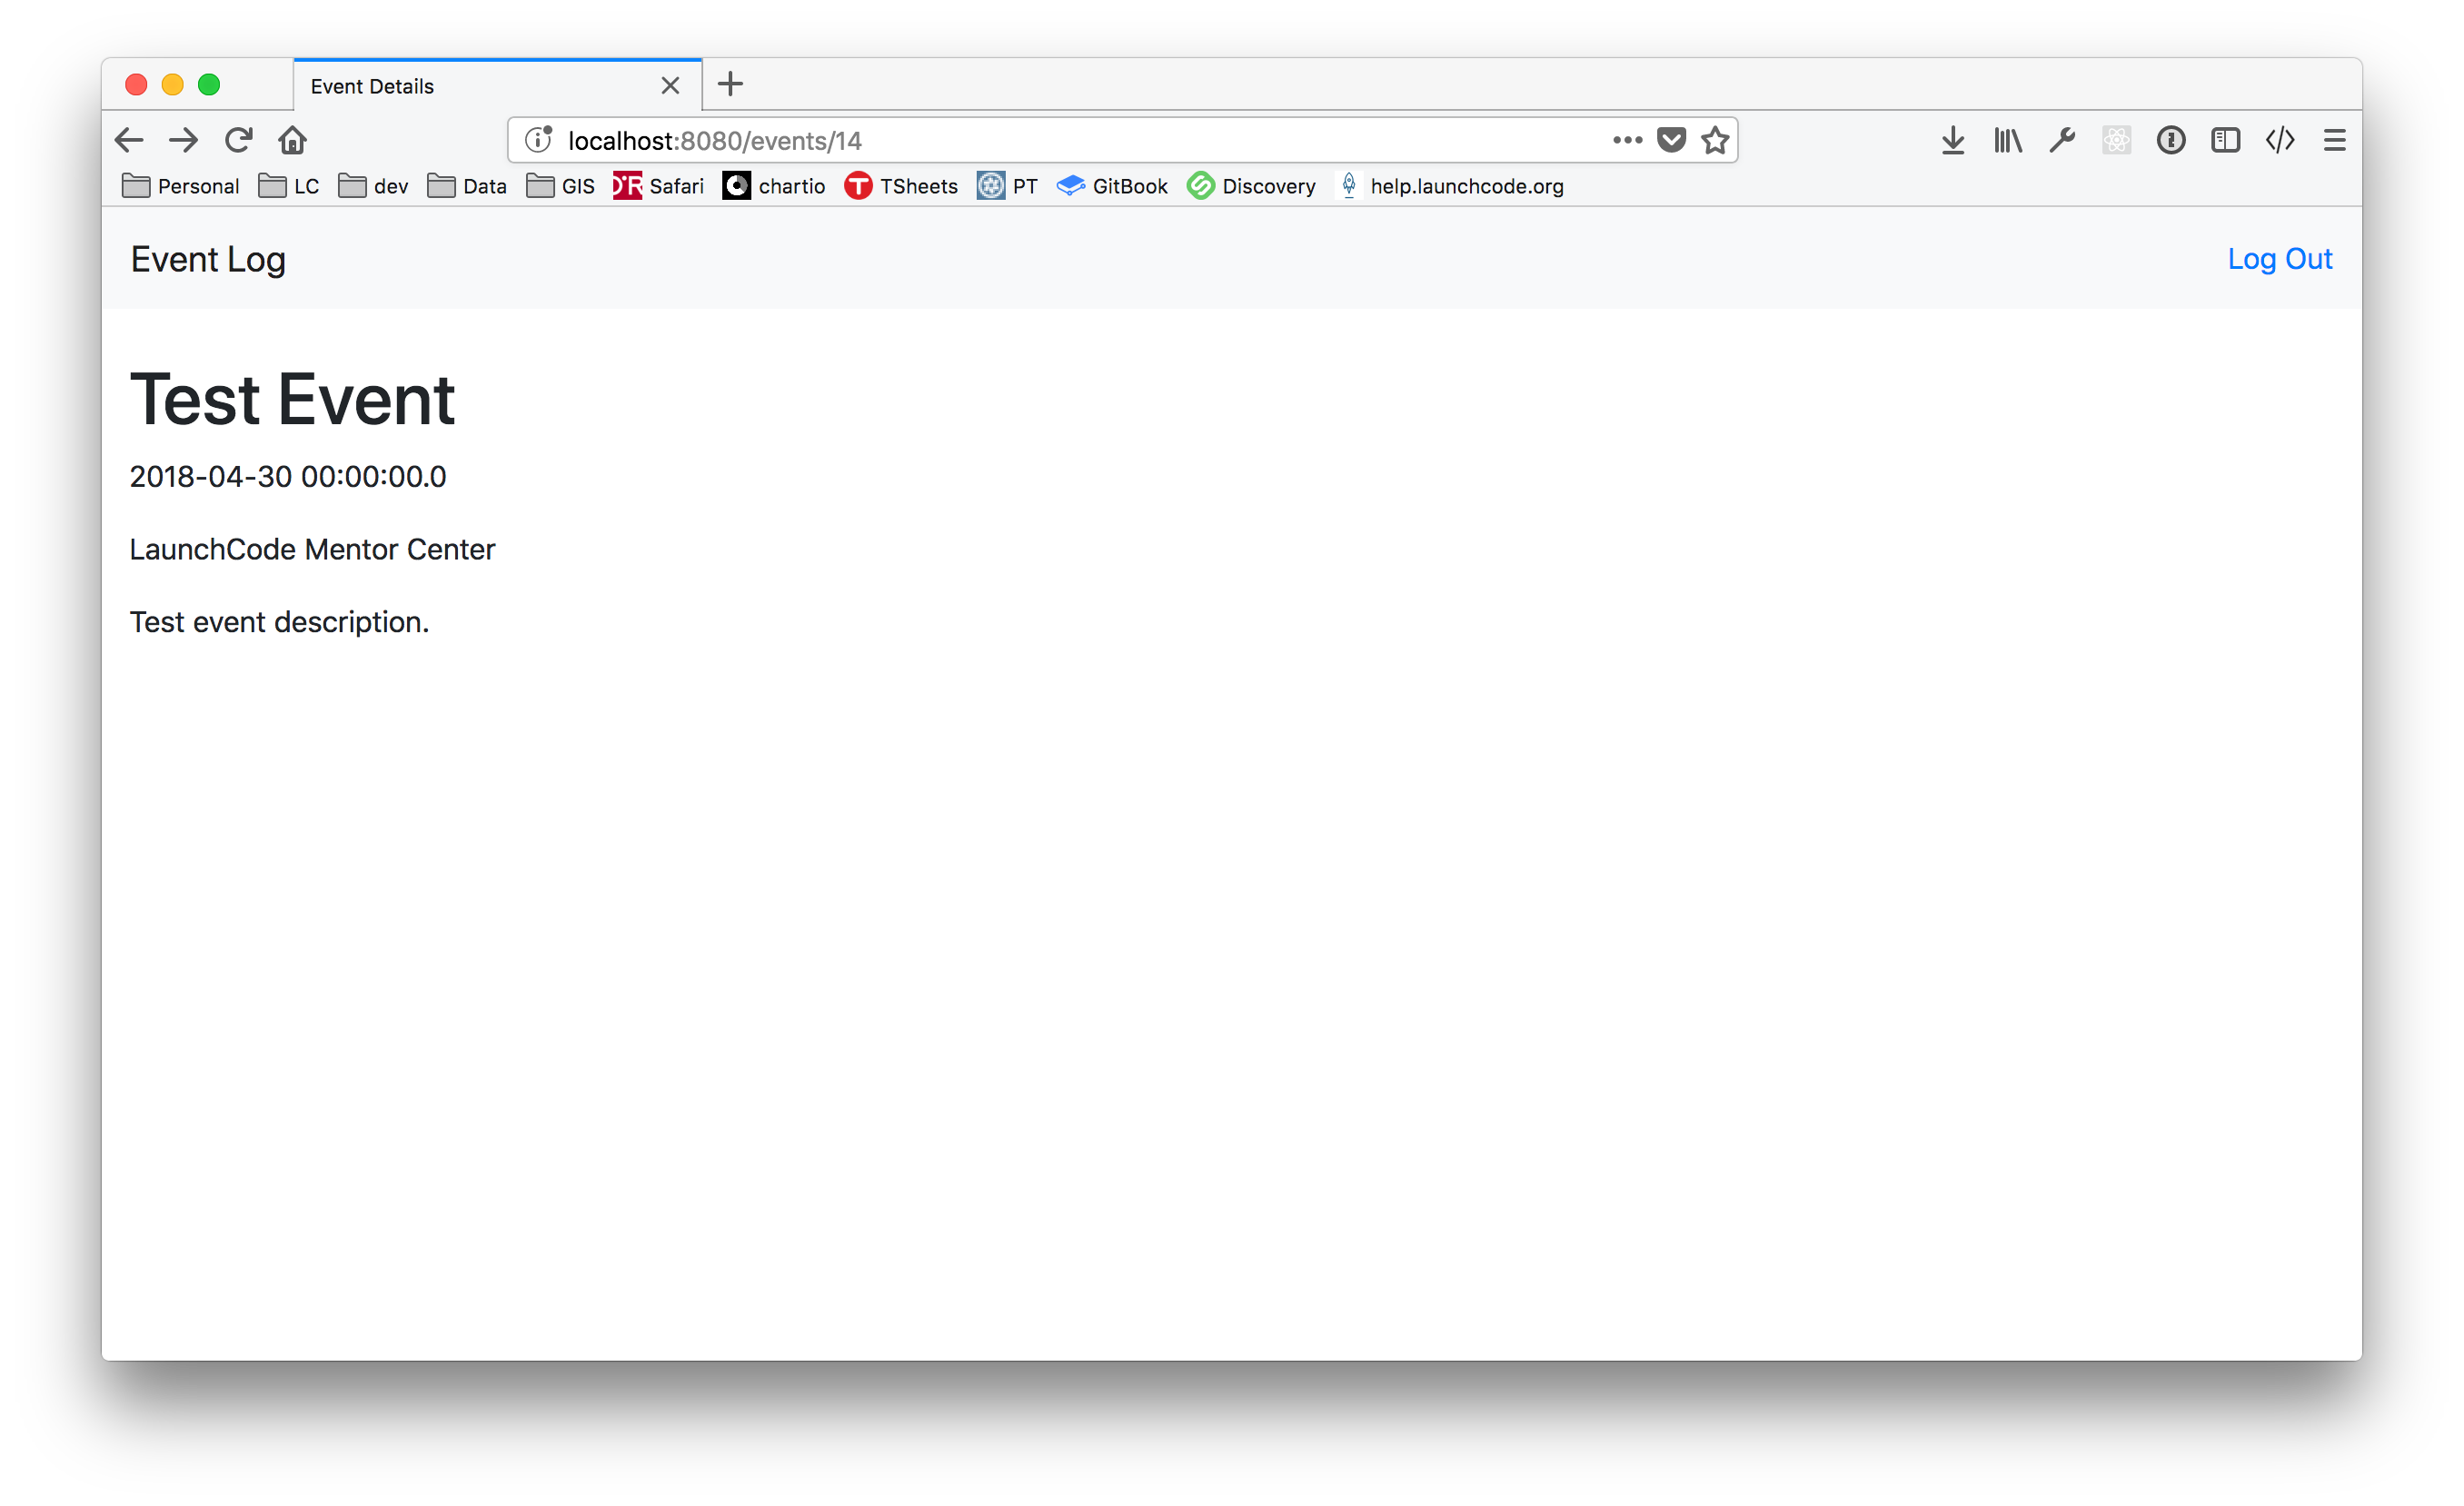 Event Details
localhost:8080/events/14
Personal LC dev Data GIS Safari chartio TSheets PT GitBook Discovery help.launchcode.org
Event Log Log Out
Test Event
2018-04-30 00:00:00.0
LaunchCode Mentor Center
Test event description.